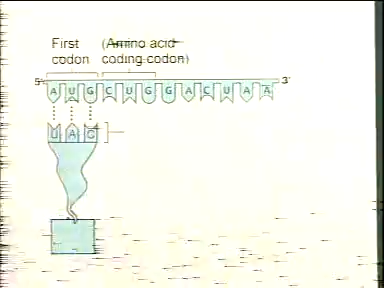 First (Amino acid
codon coding codon)
5' 3'
A U G C U G G A C U A A
U A C